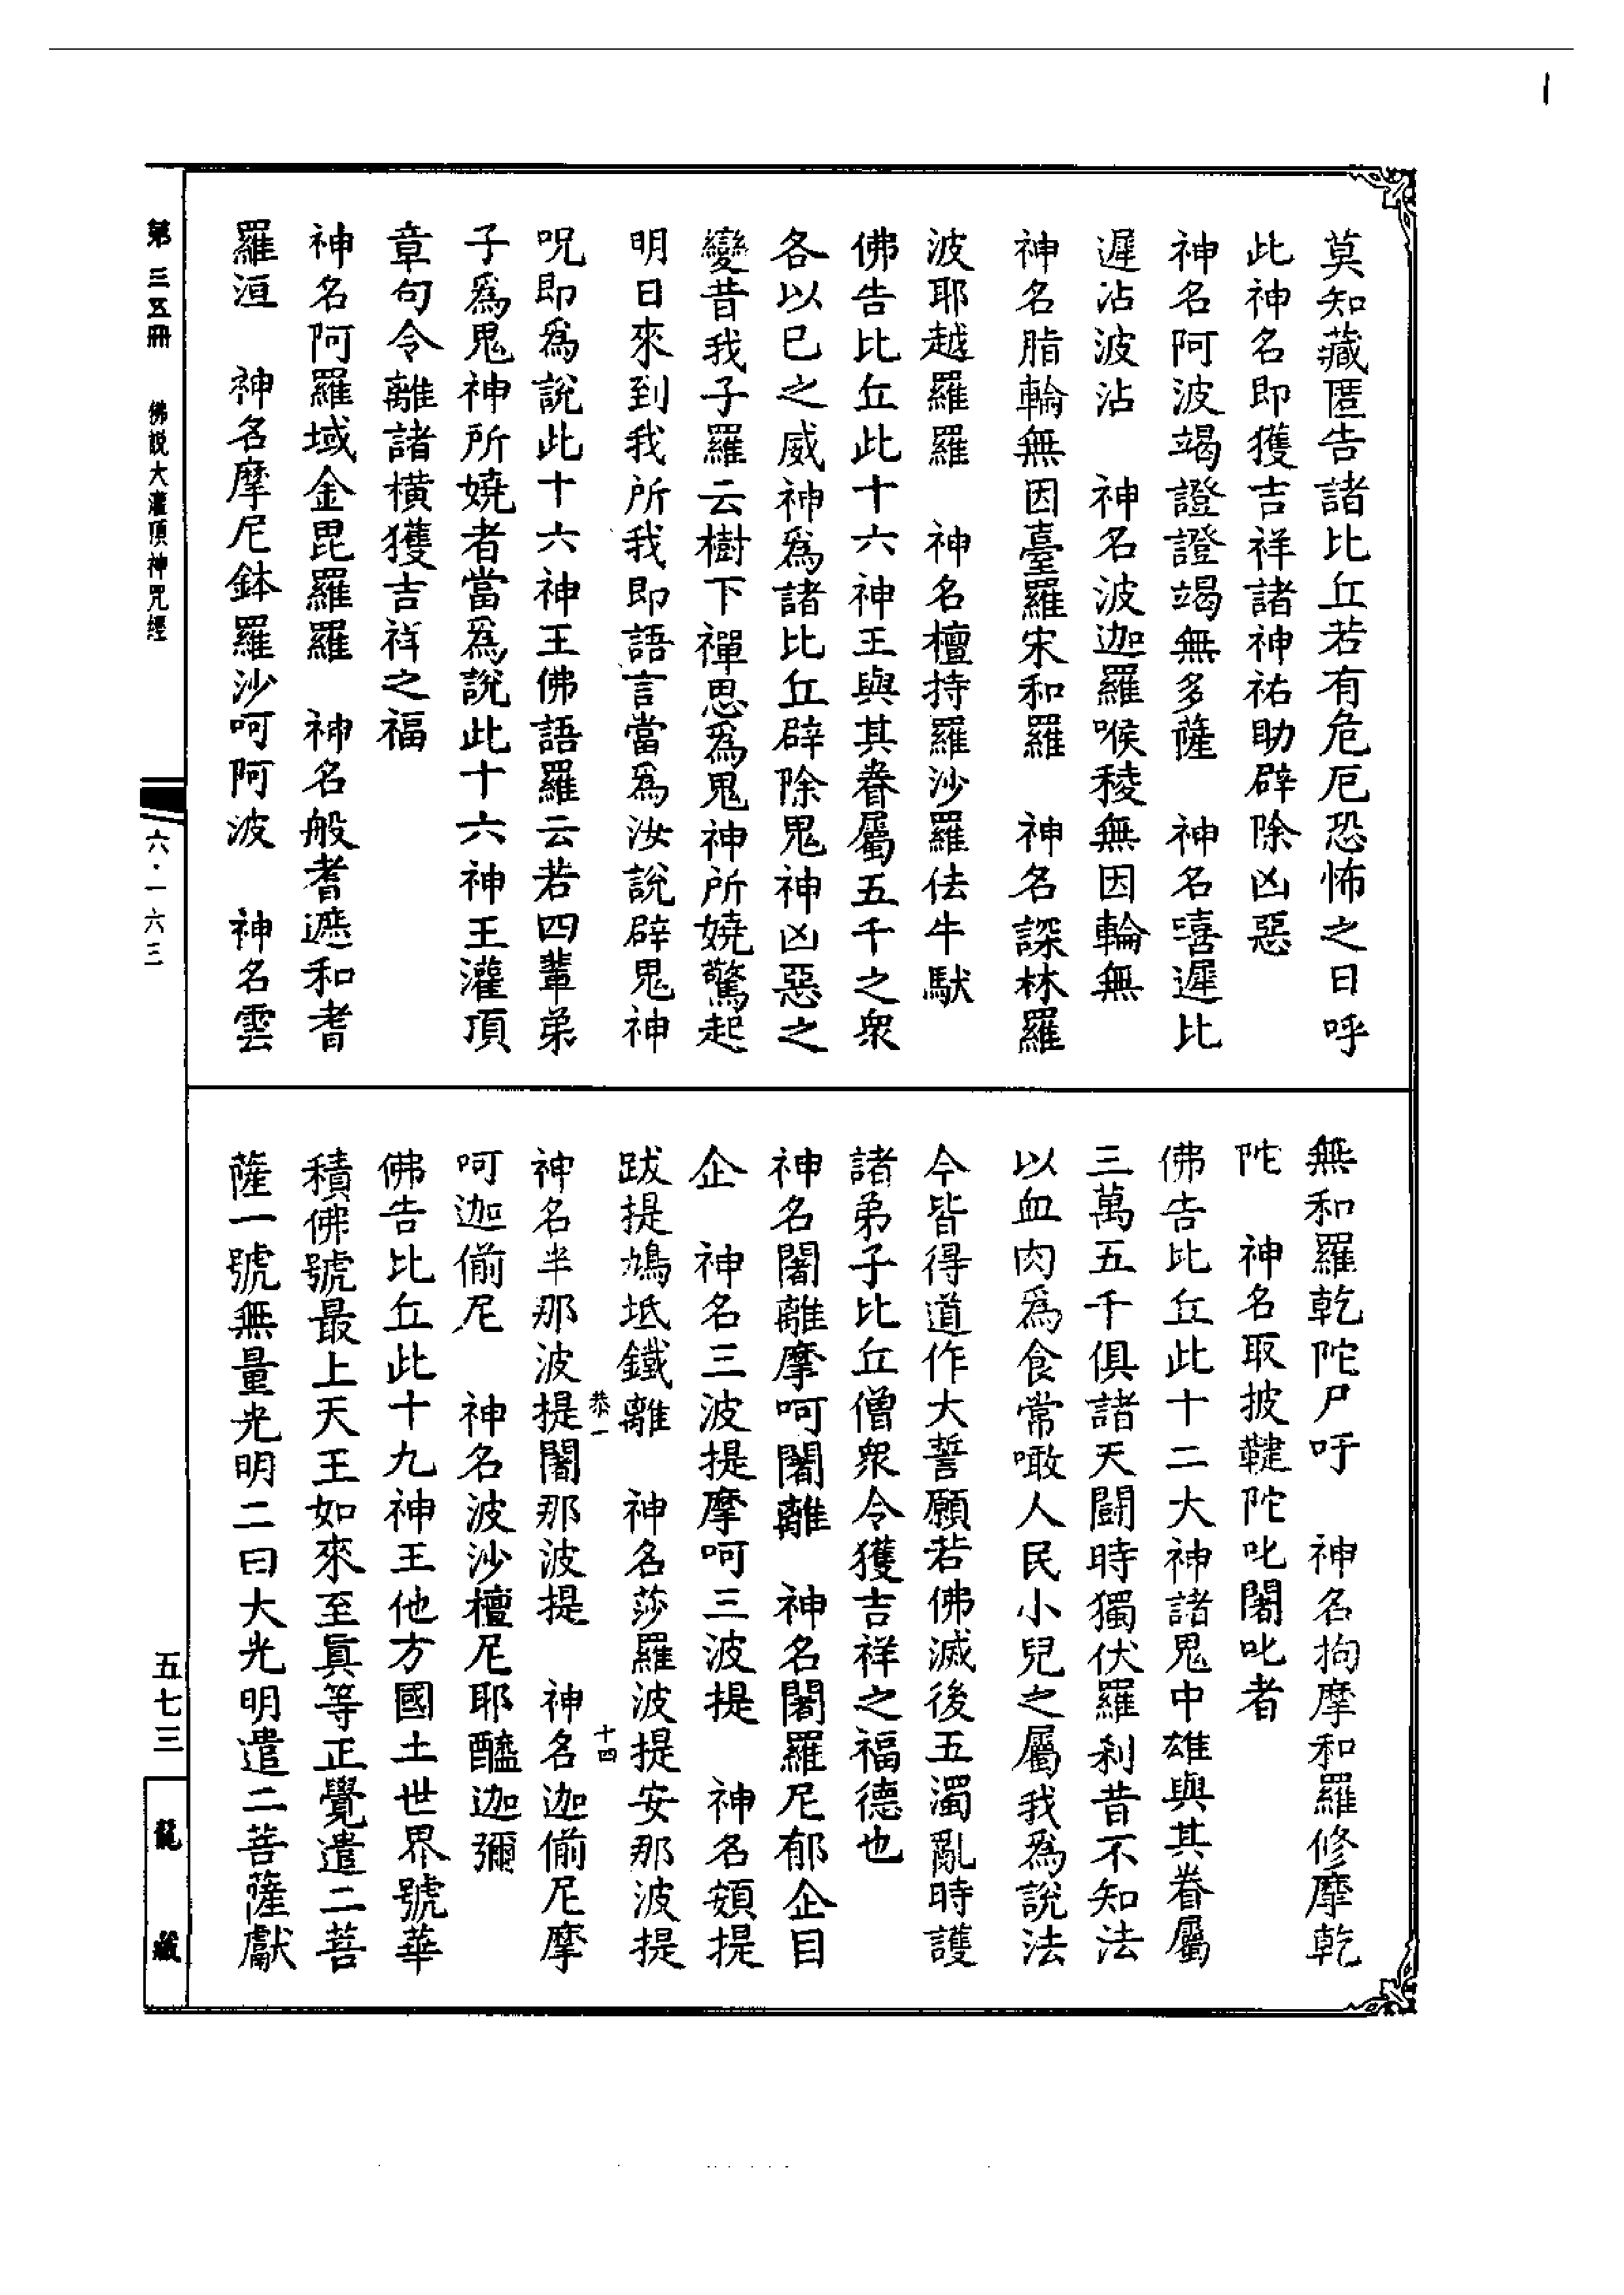 莫知藏匿告諸比丘若有危厄恐怖之日呼
此神名即獲吉祥諸神祐助辟除凶惡
神名阿波竭證證竭無多薩　神名嘻遲比
遲沾波沾　神名波迦羅喉稜無因輪無
神名脂輪無因臺羅宋和羅　神名諜林羅
波耶越羅羅　神名檀持羅沙羅佉牛馱
佛告比丘此十六神王與其眷屬五千之衆
各以已之威神爲諸比丘辟除鬼神凶惡之
變昔我子羅云樹下禪思爲鬼神所嬈驚起
明日來到我所我即語言當爲汝說辟鬼神
呪即爲說此十六神王佛語羅云若四輩弟
子爲鬼神所嬈者當爲說此十六神王灌頂
章句令離諸橫獲吉祥之福
神名阿羅域金毘羅羅　神名般耆遮和耆
羅洹　神名摩尼鉢羅沙呵阿波　神名雲
無和羅乾陀尸呼　神名拘摩和羅修摩乾
陀　神名取披韃陀叱闍叱者
佛告比丘此十二大神諸鬼中雄與其眷屬
三萬五千俱諸天鬪時獨伏羅刹昔不知法
以血肉爲食常噉人民小兒之屬我爲說法
今皆得道作大誓願若佛滅後五濁亂時護
諸弟子比丘僧衆令獲吉祥之福德也
神名闍離摩呵闍離　神名闍羅尼郁企目
企　神名三波提摩呵三波提　神名頞提
跋提鳩坻鐵離　神名莎羅波提安那波提
恭一　十四
神名半那波提闍那波提　神名迦偂尼摩
呵迦偂尼　神名波沙檀尼耶醯迦彌
佛告比丘此十九神王他方國土世界號華
積佛號最上天王如來至眞等正覺遣二菩
薩一號無量光明二曰大光明遣二菩薩獻
第三五冊　佛說大灌頂神咒經
六·一六三
五七三
龍藏
1